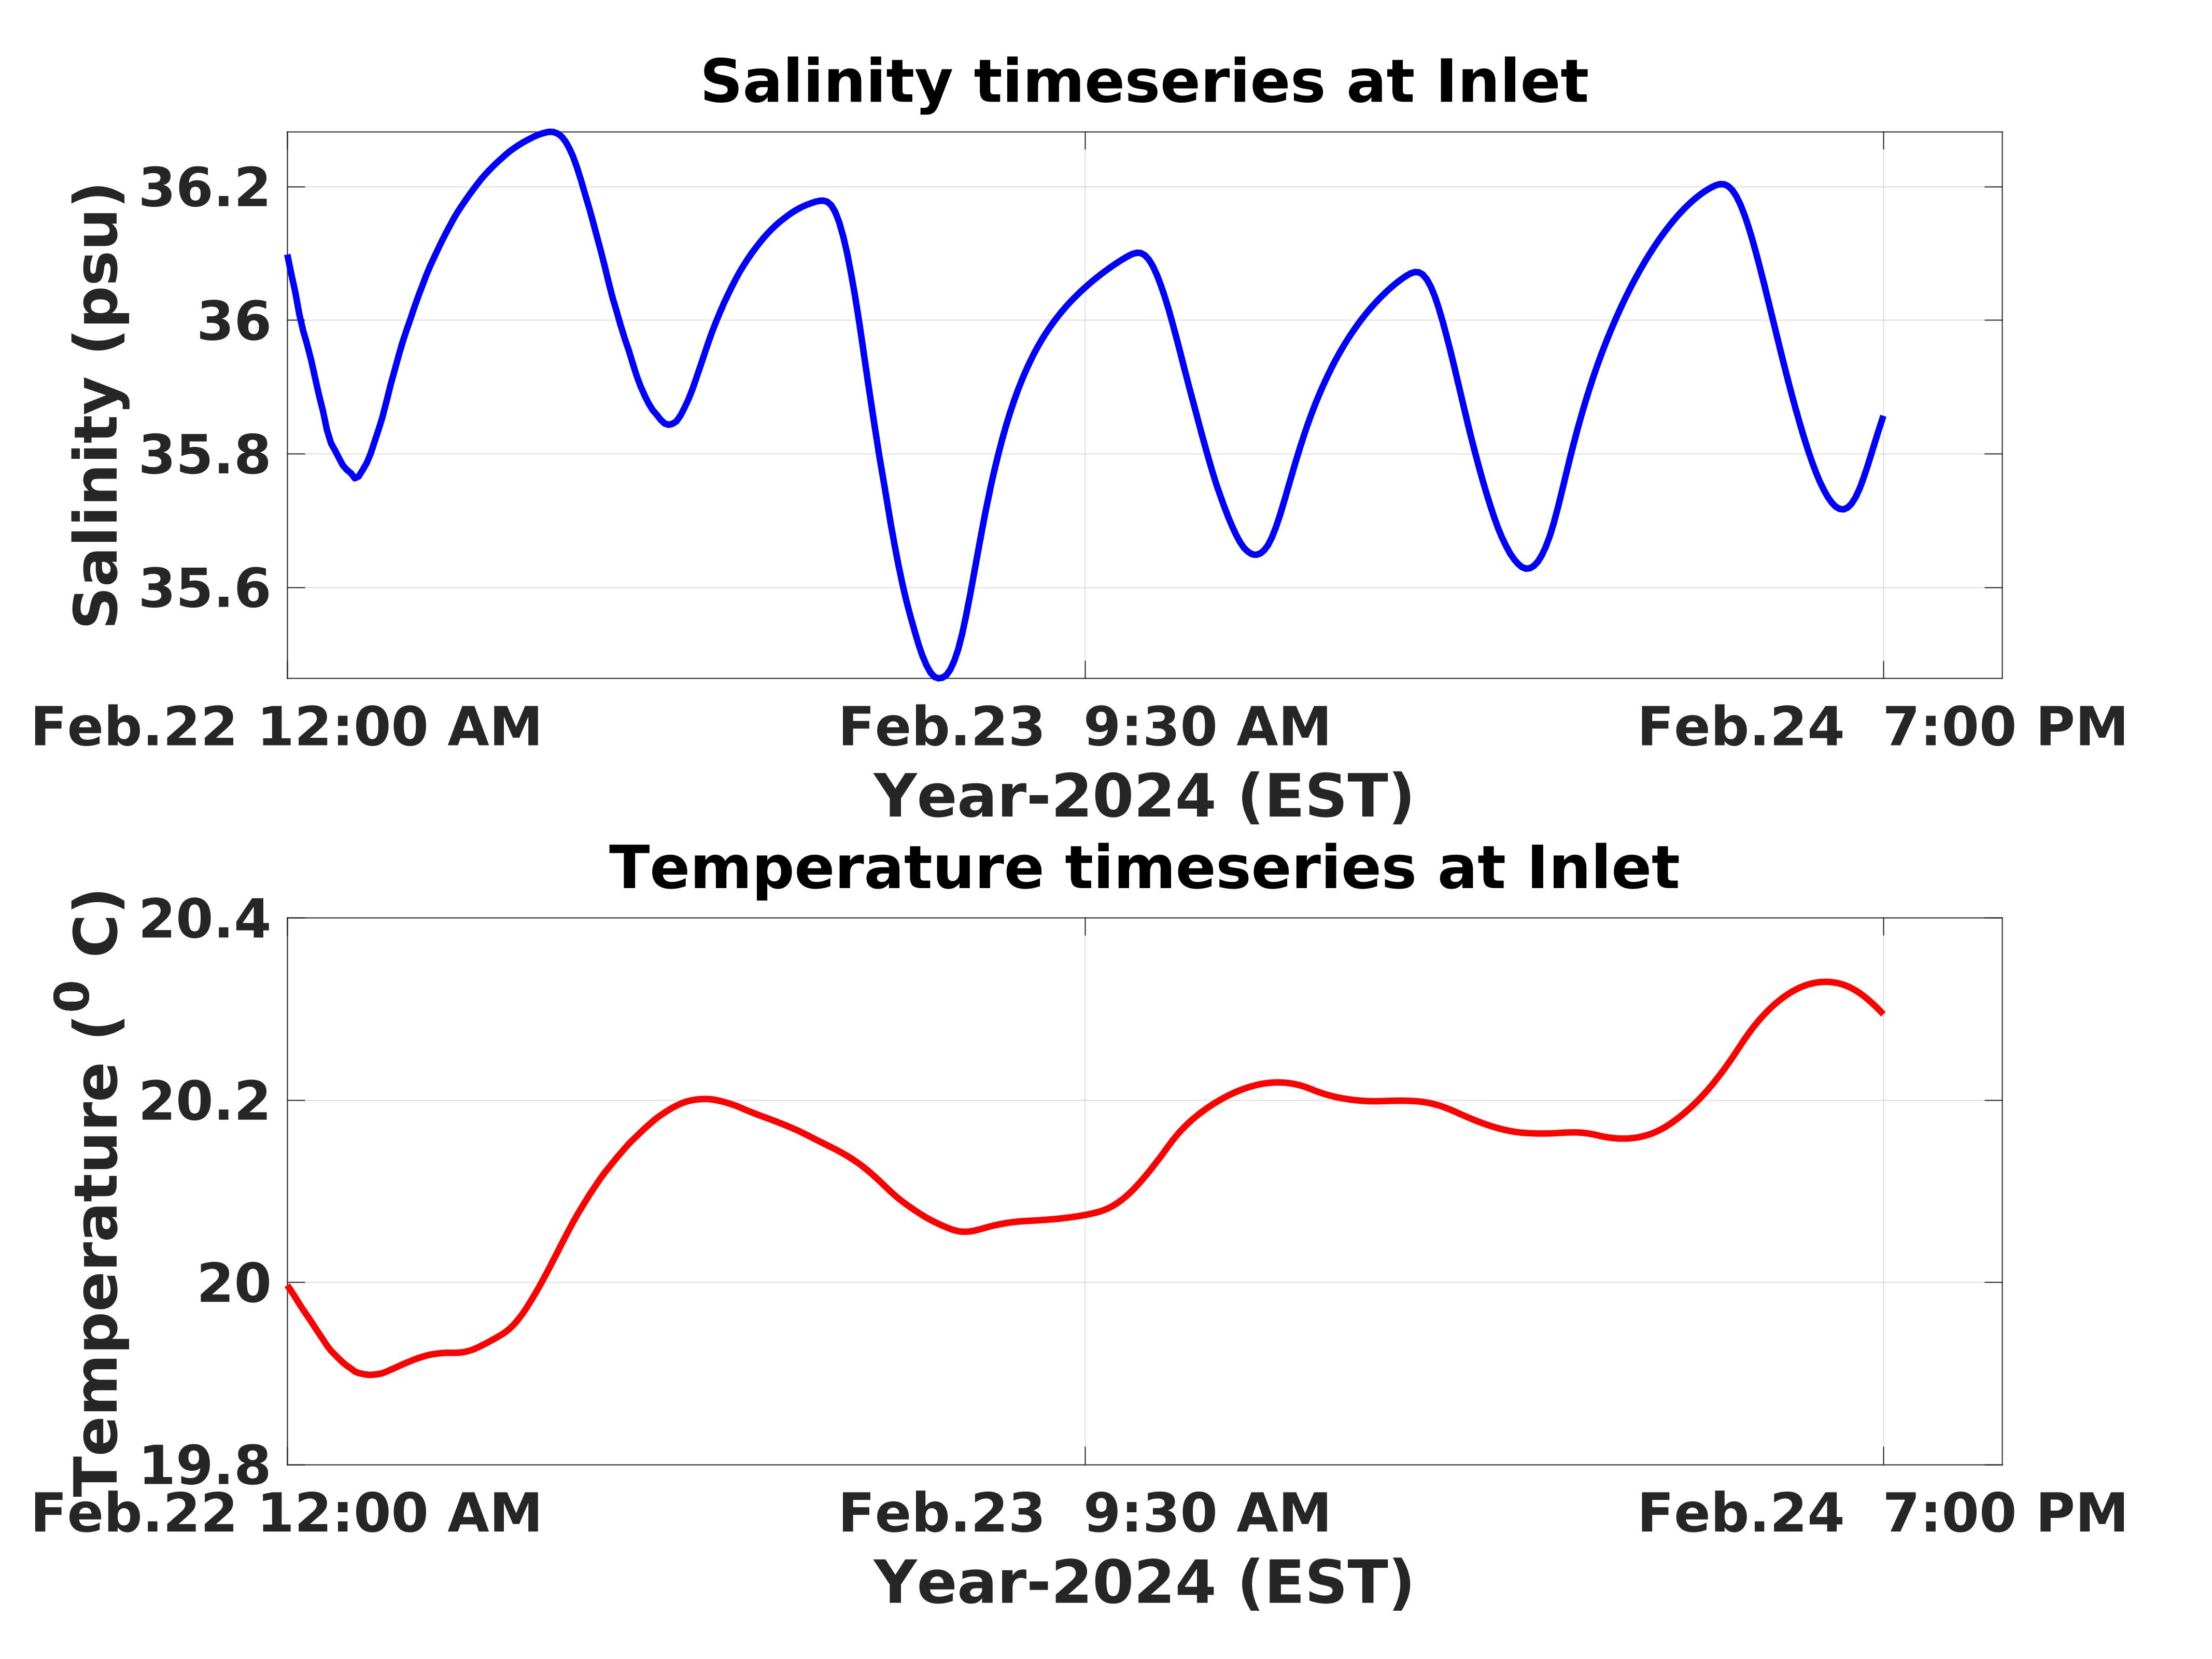 Salinity timeseries at Inlet
Salinity (psu)
36.2
36
35.8
35.6
Feb.22 12:00 AM
Feb.23  9:30 AM
Feb.24  7:00 PM
Year-2024 (EST)
Temperature timeseries at Inlet
Temperature (⁰ C)
20.4
20.2
20
19.8
Feb.22 12:00 AM
Feb.23  9:30 AM
Feb.24  7:00 PM
Year-2024 (EST)